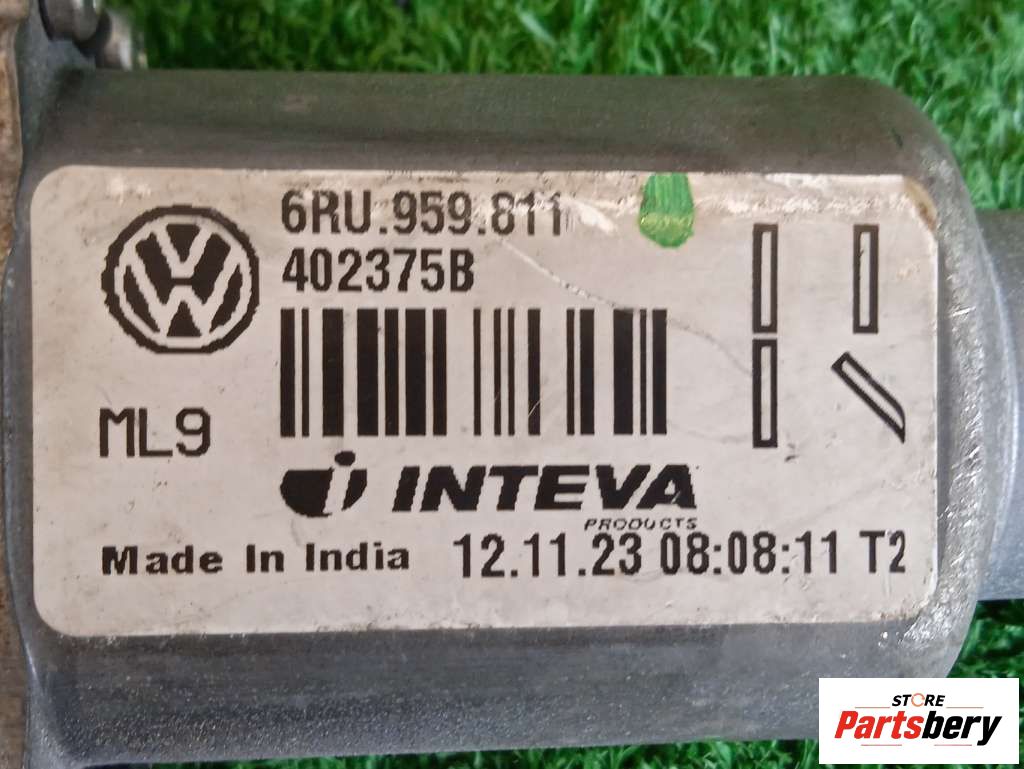 6RU.959.811
402375B
ML9
INTEVA
PRODUCTS
Made In India 12.11.23 08:08:11 T2
STORE
Partsbery